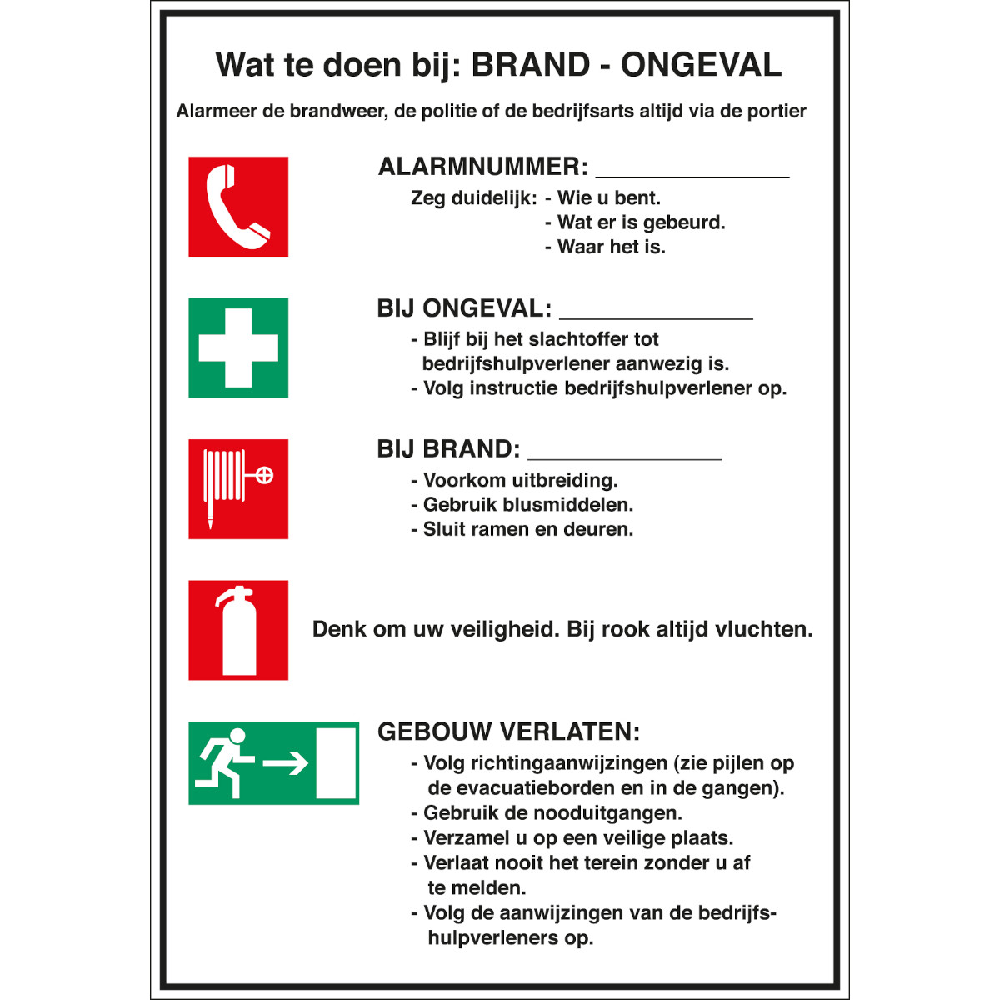 Wat te doen bij: BRAND - ONGEVAL
Alarmeer de brandweer, de politie of de bedrijfsarts altijd via de portier
ALARMNUMMER: ______________
Zeg duidelijk: - Wie u bent.
- Wat er is gebeurd.
- Waar het is.
BIJ ONGEVAL: ______________
- Blijf bij het slachtoffer tot
bedrijfshulpverlener aanwezig is.
- Volg instructie bedrijfshulpverlener op.
BIJ BRAND: ______________
- Voorkom uitbreiding.
- Gebruik blusmiddelen.
- Sluit ramen en deuren.
Denk om uw veiligheid. Bij rook altijd vluchten.
GEBOUW VERLATEN:
- Volg richtingaanwijzingen (zie pijlen op
de evacuatieborden en in de gangen).
- Gebruik de nooduitgangen.
- Verzamel u op een veilige plaats.
- Verlaat nooit het terein zonder u af
te melden.
- Volg de aanwijzingen van de bedrijfs-
hulpverleners op.